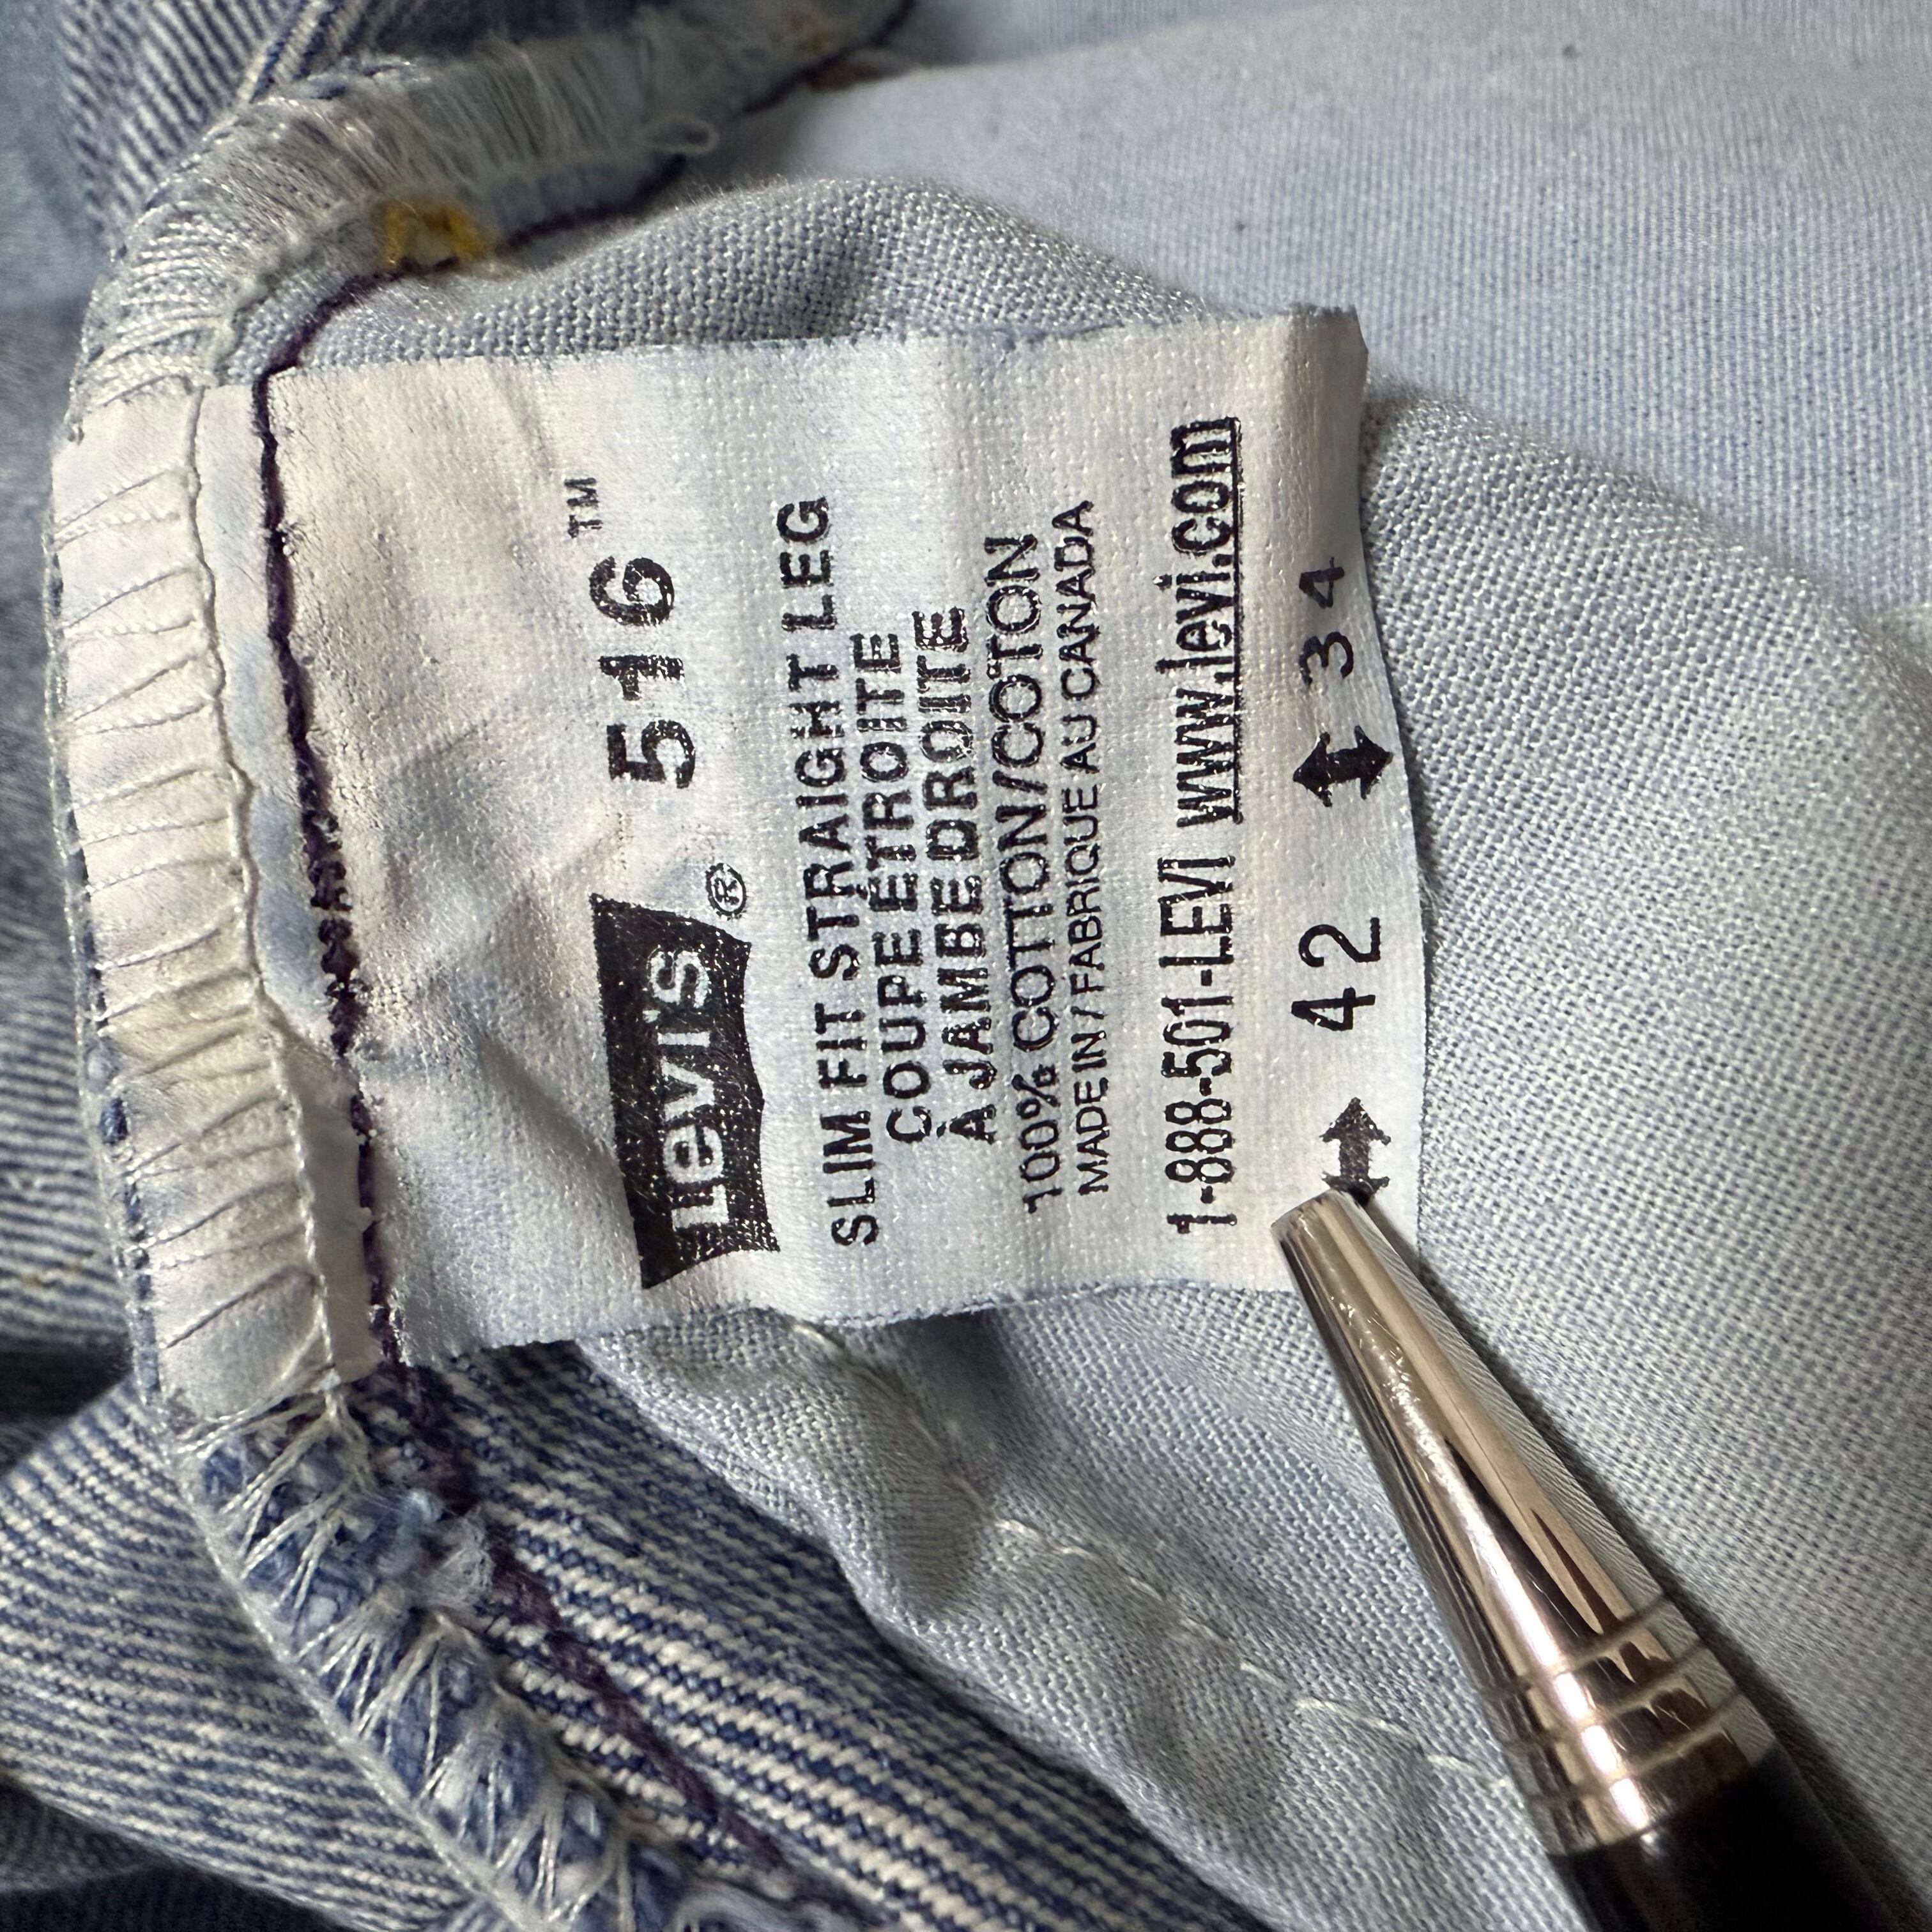 Levi's® 516™
SLIM FIT STRAIGHT LEG
COUPE ÉTROITE
À JAMBE DROITE
100% COTTON/COTON
MADE IN / FABRIQUE AU CANADA
1-888-501-LEVI www.levi.com
↔ 42 ↕ 34